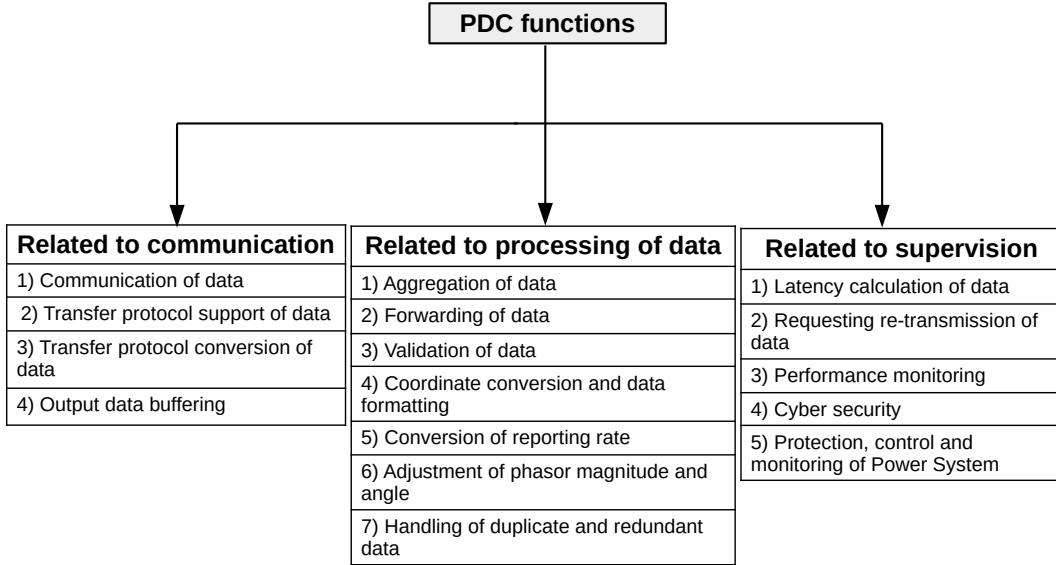 PDC functions
Related to communication
1) Communication of data
2) Transfer protocol support of data
3) Transfer protocol conversion of
data
4) Output data buffering
Related to processing of data
1) Aggregation of data
2) Forwarding of data
3) Validation of data
4) Coordinate conversion and data
formatting
5) Conversion of reporting rate
6) Adjustment of phasor magnitude and
angle
7) Handling of duplicate and redundant
data
Related to supervision
1) Latency calculation of data
2) Requesting re-transmission of
data
3) Performance monitoring
4) Cyber security
5) Protection, control and
monitoring of Power System